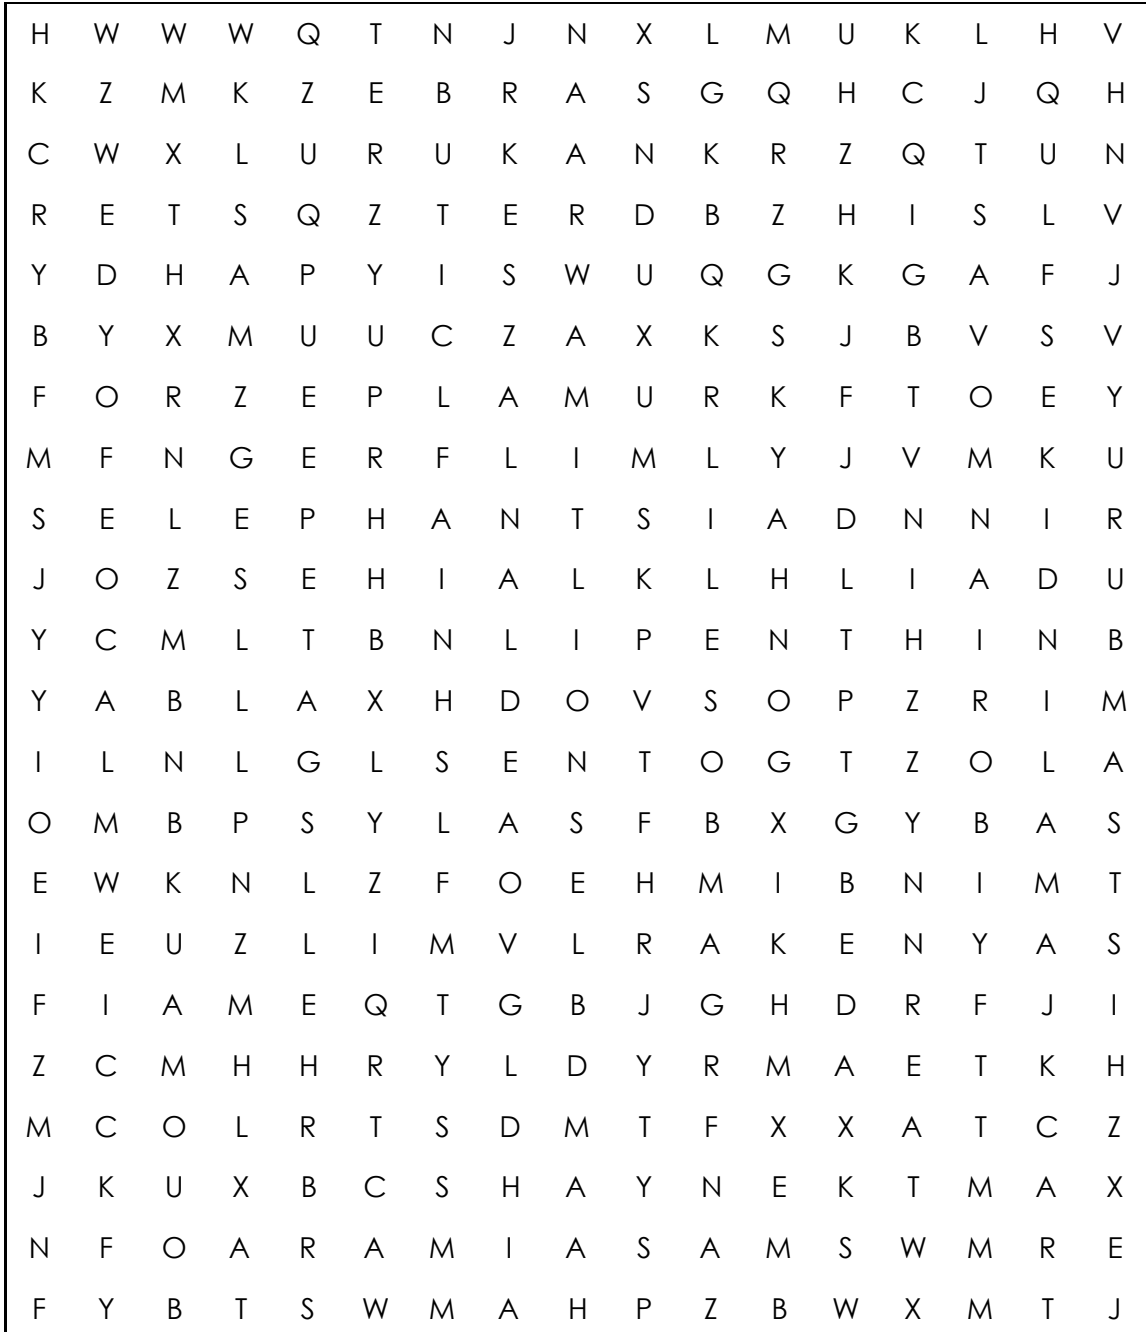 H W W W Q T N J N X L M U K L H V
K Z M K Z E B R A S G Q H C J Q H
C W X L U R U K A N K R Z Q T U N
R E T S Q Z T E R D B Z H I S L V
Y D H A P Y I S W U Q G K G A F J
B Y X M U U C Z A X K S J B V S V
F O R Z E P L A M U R K F T O E Y
M F N G E R F L I M L Y J V M K U
S E L E P H A N T S I A D N N I R
J O Z S E H I A L K L H L I A D U
Y C M L T B N L I P E N T H I N B
Y A B L A X H D O V S O P Z R I M
I L N L G L S E N T O G T Z O L A
O M B P S Y L A S F B X G Y B A S
E W K N L Z F O E H M I B N I M T
I E U Z L I M V L R A K E N Y A S
F I A M E Q T G B J G H D R F J I
Z C M H H R Y L D Y R M A E T K H
M C O L R T S D M T F X X A T C Z
J K U X B C S H A Y N E K T M A X
N F O A R A M I A S A M S W M R E
F Y B T S W M A H P Z B W X M T J